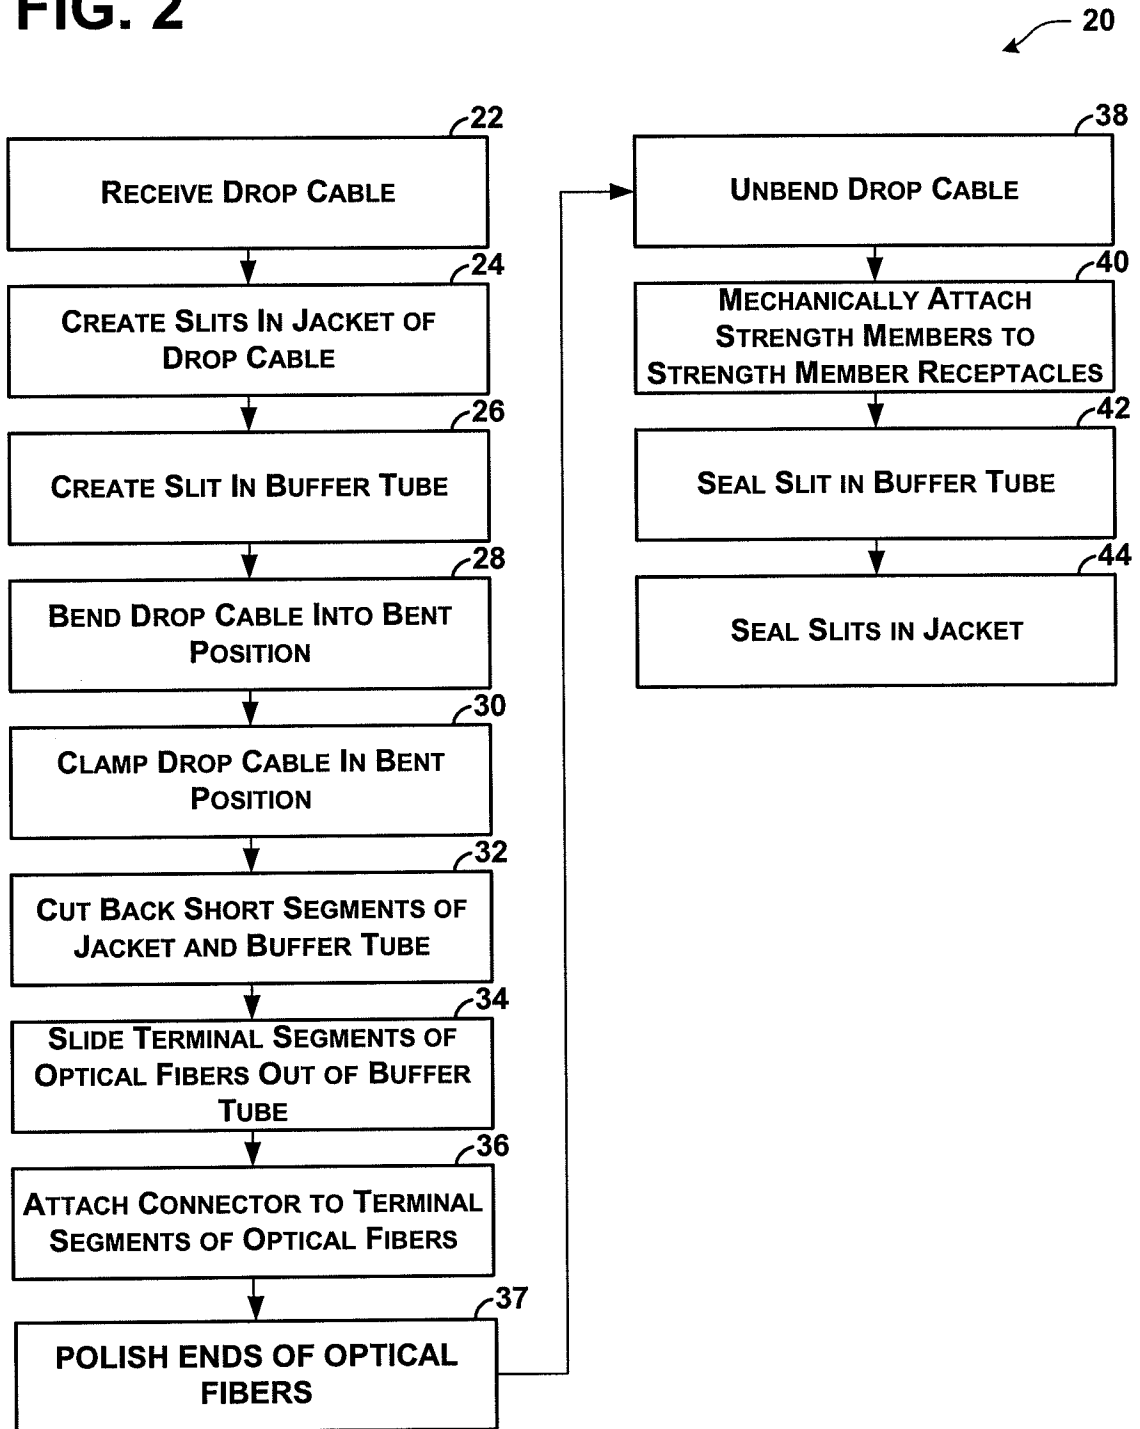 FIG. 2
20
22
RECEIVE DROP CABLE
24
CREATE SLITS IN JACKET OF
DROP CABLE
26
CREATE SLIT IN BUFFER TUBE
28
BEND DROP CABLE INTO BENT
POSITION
30
CLAMP DROP CABLE IN BENT
POSITION
32
CUT BACK SHORT SEGMENTS OF
JACKET AND BUFFER TUBE
34
SLIDE TERMINAL SEGMENTS OF
OPTICAL FIBERS OUT OF BUFFER
TUBE
36
ATTACH CONNECTOR TO TERMINAL
SEGMENTS OF OPTICAL FIBERS
37
POLISH ENDS OF OPTICAL
FIBERS
38
UNBEND DROP CABLE
40
MECHANICALLY ATTACH
STRENGTH MEMBERS TO
STRENGTH MEMBER RECEPTACLES
42
SEAL SLIT IN BUFFER TUBE
44
SEAL SLITS IN JACKET